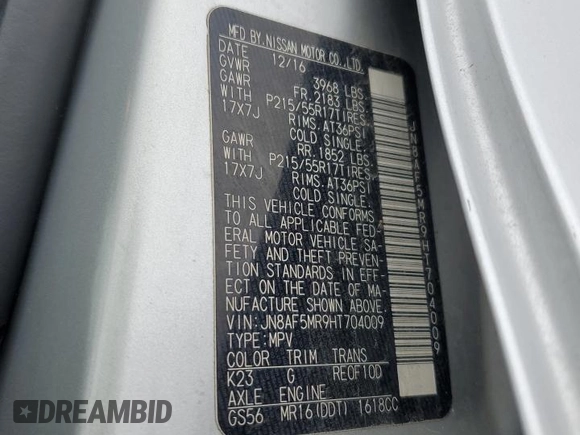 MFD BY NISSAN MOTOR CO., LTD.
DATE 12/16
GVWR 3968 LBS.
GAWR FR. 2183 LBS.
WITH P215/55R17TIRES,
17X7J RIMS, AT36PSI
COLD SINGLE.
GAWR RR. 1852 LBS.
WITH P215/55R17TIRES,
17X7J RIMS, AT36PSI
COLD SINGLE.
THIS VEHICLE CONFORMS
TO ALL APPLICABLE FED-
ERAL MOTOR VEHICLE SA-
FETY AND THEFT PREVEN-
TION STANDARDS IN EFF-
ECT ON THE DATE OF MA-
NUFACTURE SHOWN ABOVE.
VIN: JN8AF5MR9HT704009
TYPE: MPV
COLOR TRIM TRANS
K23 G RE0F10D
AXLE ENGINE
GS56 MR16(DDT) 1618CC
JN8AF5MR9HT704009
DREAMBID